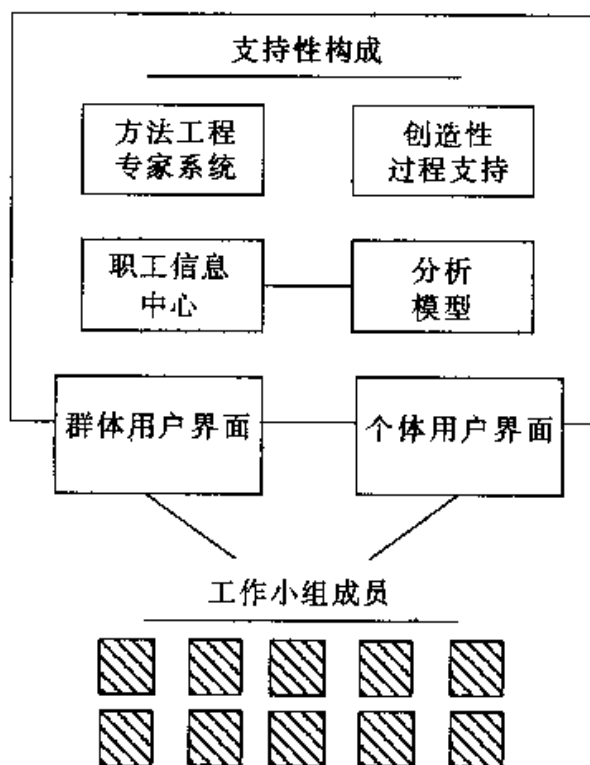 支持性构成
方法工程
专家系统
创造性
过程支持
职工信息
中心
分析
模型
群体用户界面
个体用户界面
工作小组成员